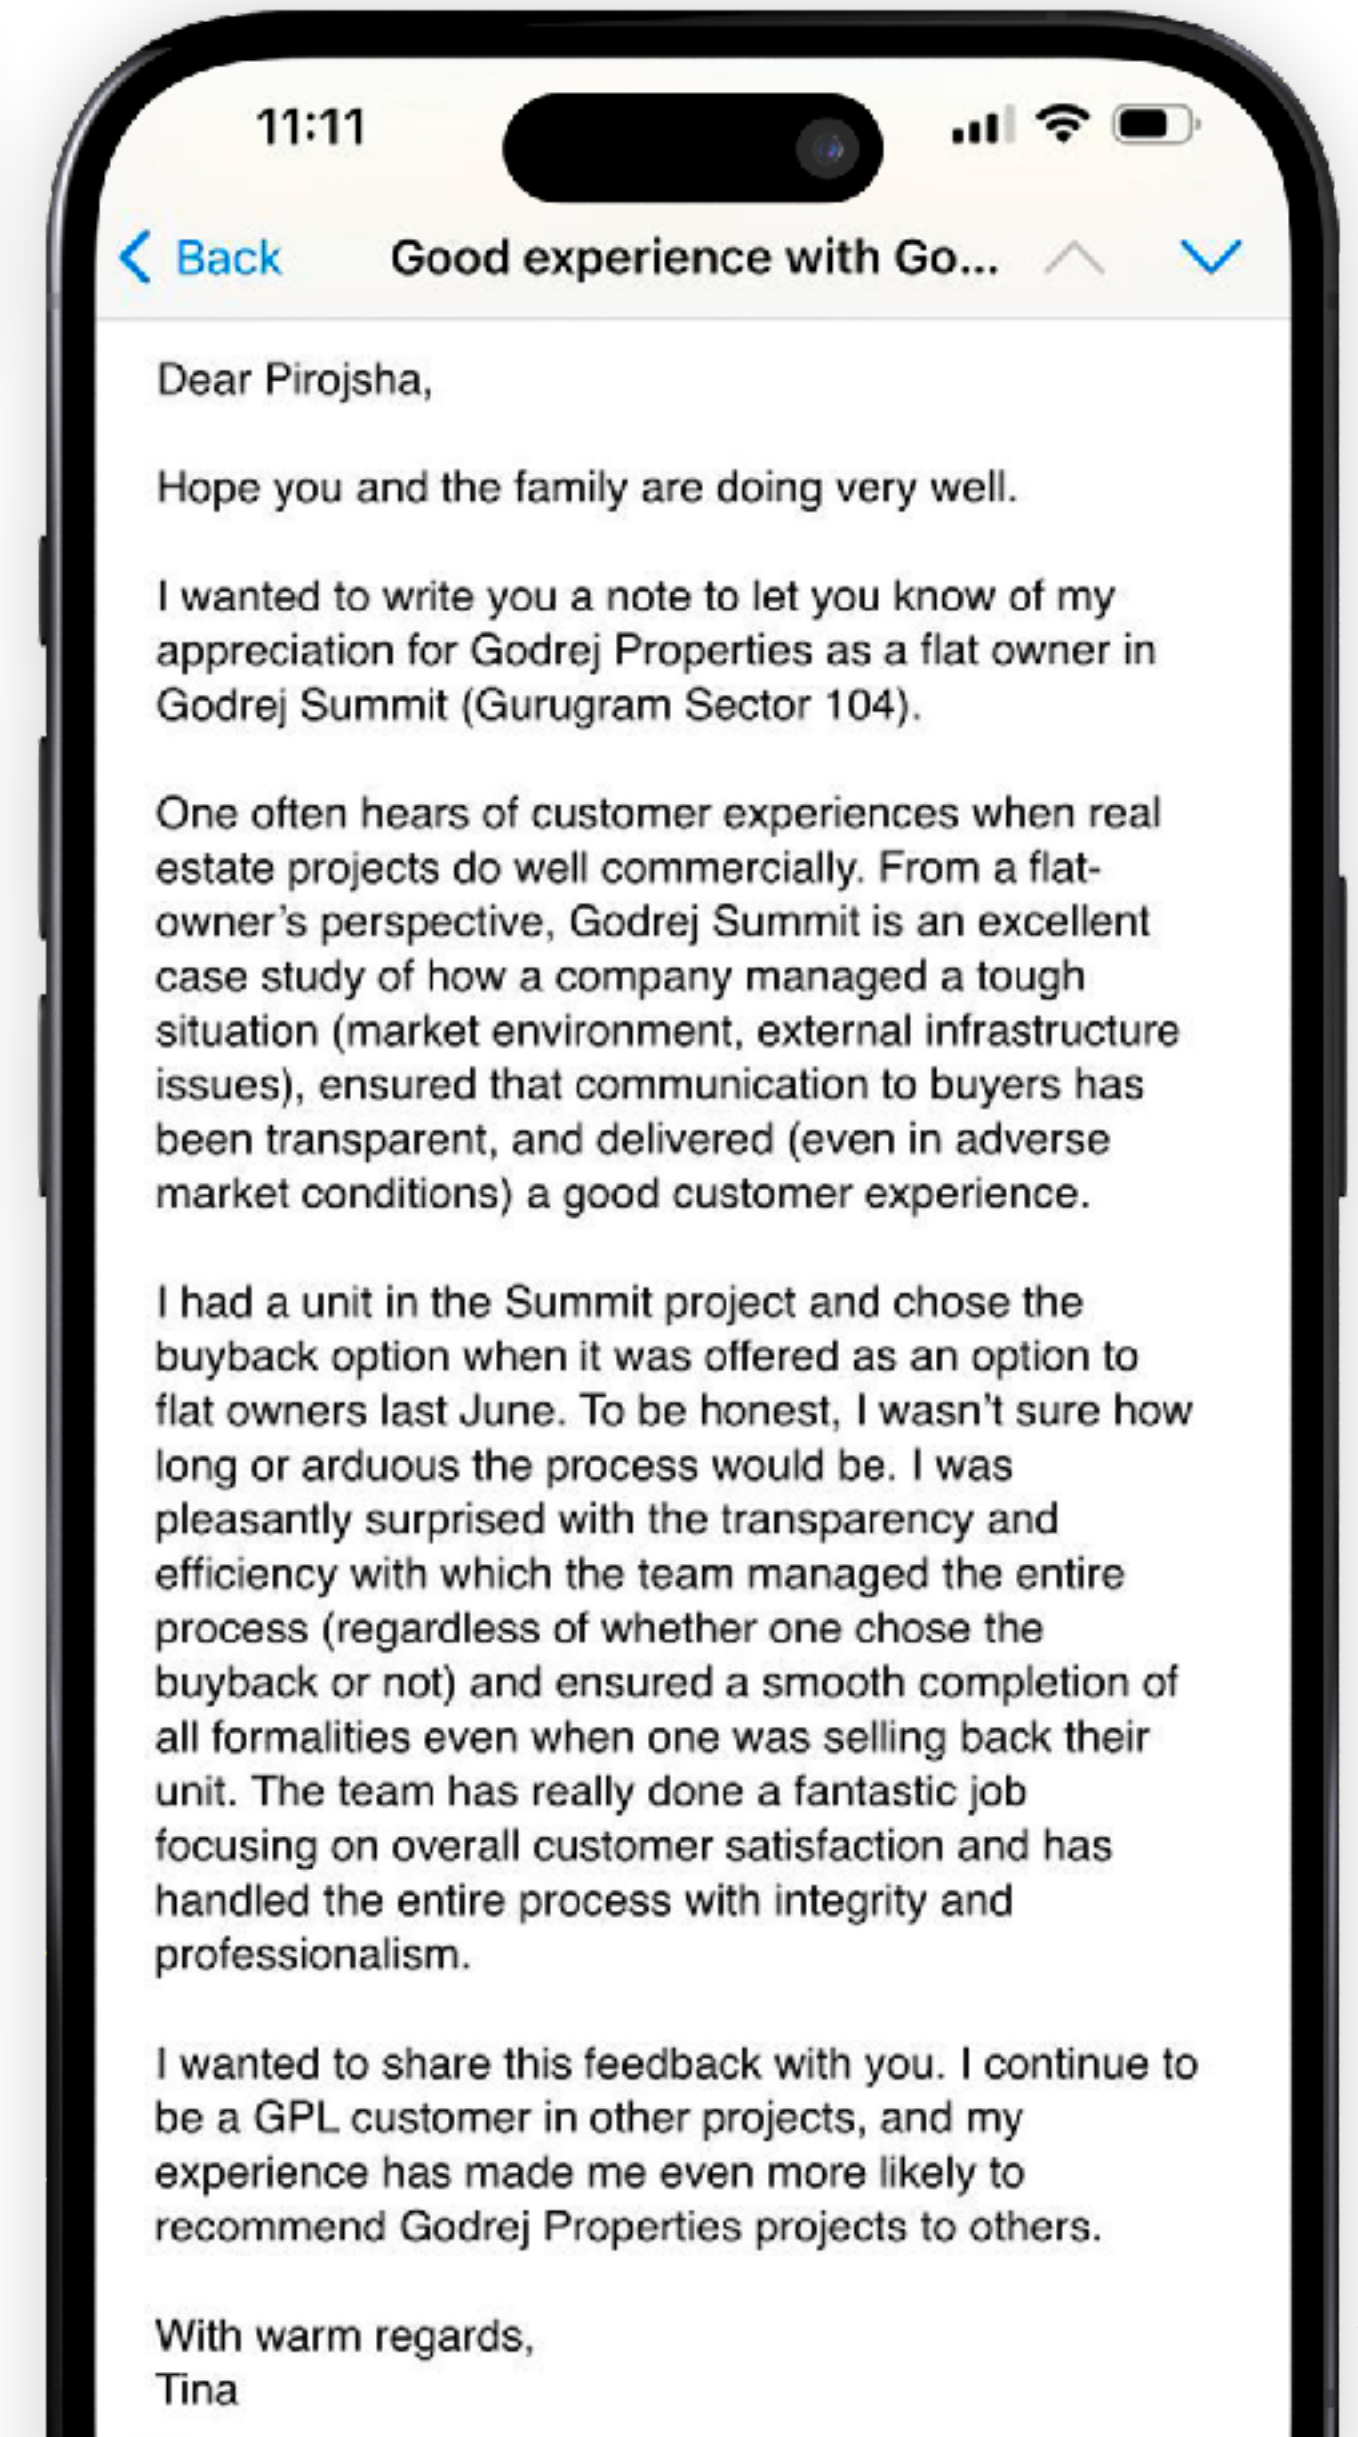 11:11
Back Good experience with Go...
Dear Pirojsha,
Hope you and the family are doing very well.
I wanted to write you a note to let you know of my
appreciation for Godrej Properties as a flat owner in
Godrej Summit (Gurugram Sector 104).
One often hears of customer experiences when real
estate projects do well commercially. From a flat-
owner's perspective, Godrej Summit is an excellent
case study of how a company managed a tough
situation (market environment, external infrastructure
issues), ensured that communication to buyers has
been transparent, and delivered (even in adverse
market conditions) a good customer experience.
I had a unit in the Summit project and chose the
buyback option when it was offered as an option to
flat owners last June. To be honest, I wasn't sure how
long or arduous the process would be. I was
pleasantly surprised with the transparency and
efficiency with which the team managed the entire
process (regardless of whether one chose the
buyback or not) and ensured a smooth completion of
all formalities even when one was selling back their
unit. The team has really done a fantastic job
focusing on overall customer satisfaction and has
handled the entire process with integrity and
professionalism.
I wanted to share this feedback with you. I continue to
be a GPL customer in other projects, and my
experience has made me even more likely to
recommend Godrej Properties projects to others.
With warm regards,
Tina